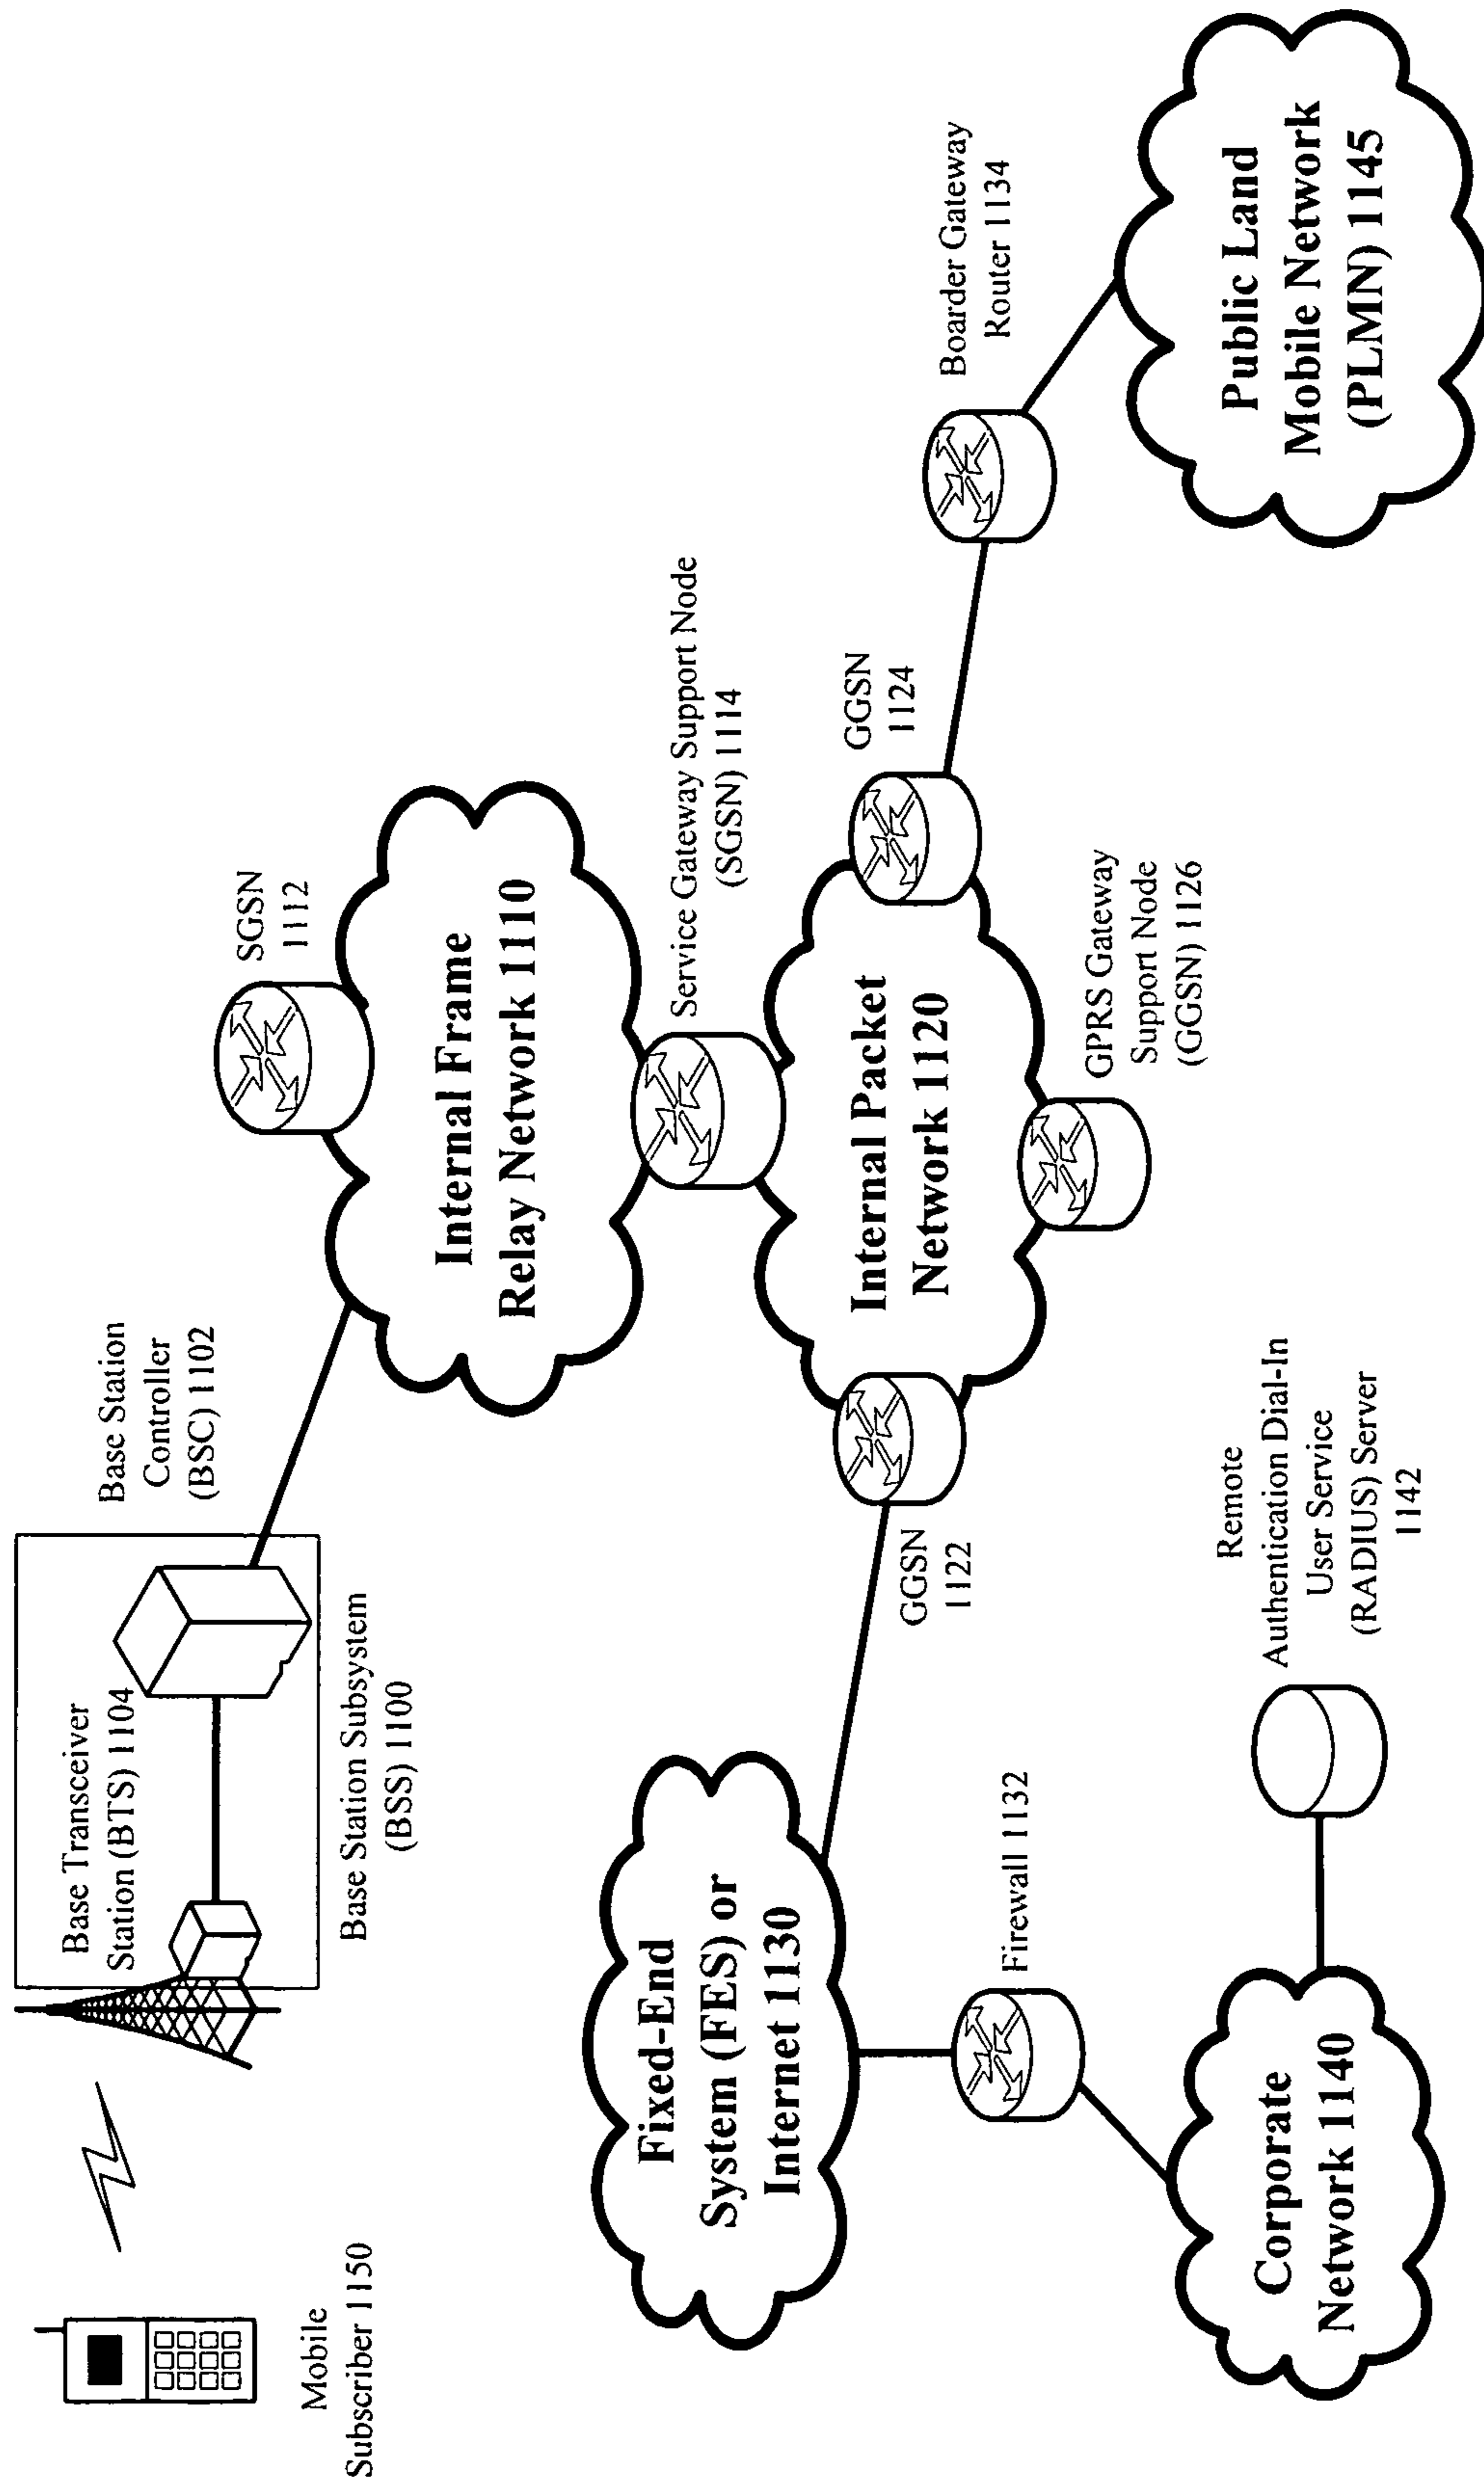 Mobile
Subscriber 1150
Base Transceiver
Station (BTS) 1104
Base Station Subsystem
(BSS) 1100
Base Station
Controller
(BSC) 1102
SGSN
1112
Internal Frame
Relay Network 1110
Service Gateway Support Node
(SGSN) 1114
Fixed-End
System (FES) or
Internet 1130
GGSN
1122
Internal Packet
Network 1120
GGSN
1124
Boarder Gateway
Router 1134
Firewall 1132
GPRS Gateway
Support Node
(GGSN) 1126
Corporate
Network 1140
Remote
Authentication Dial-In
User Service
(RADIUS) Server
1142
Public Land
Mobile Network
(PLMN) 1145